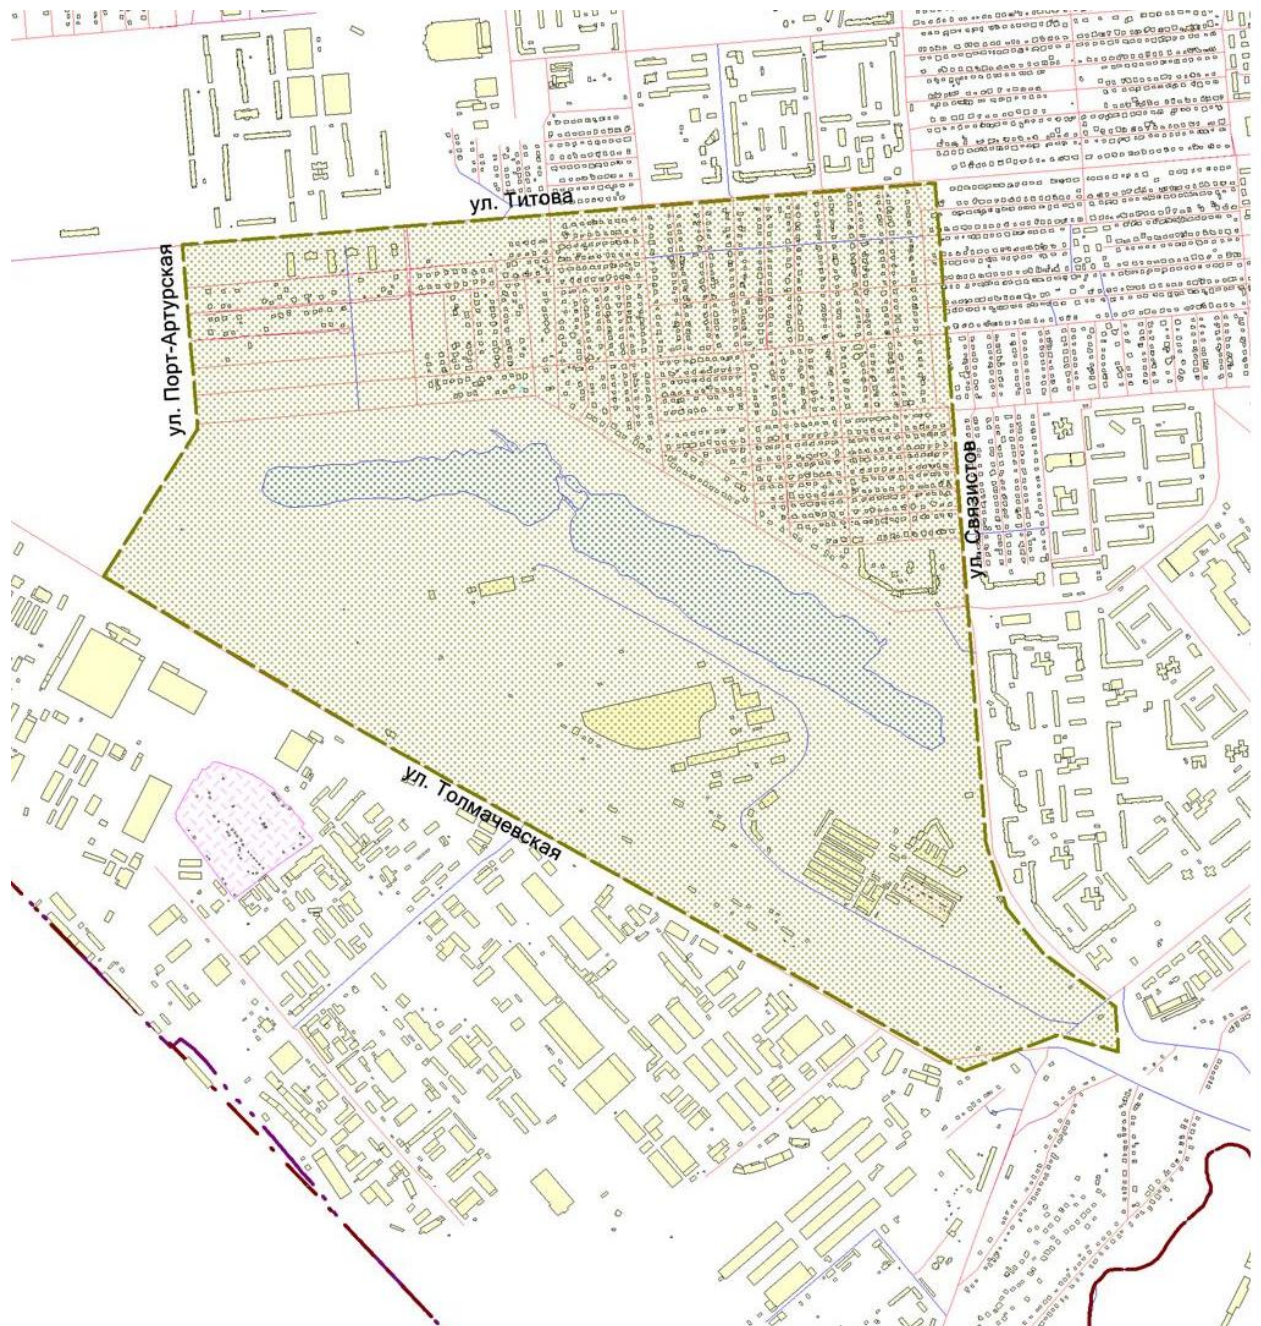 ул. Титова
ул. Порт-Артурская
ул. Связистов
ул. Толмачевская